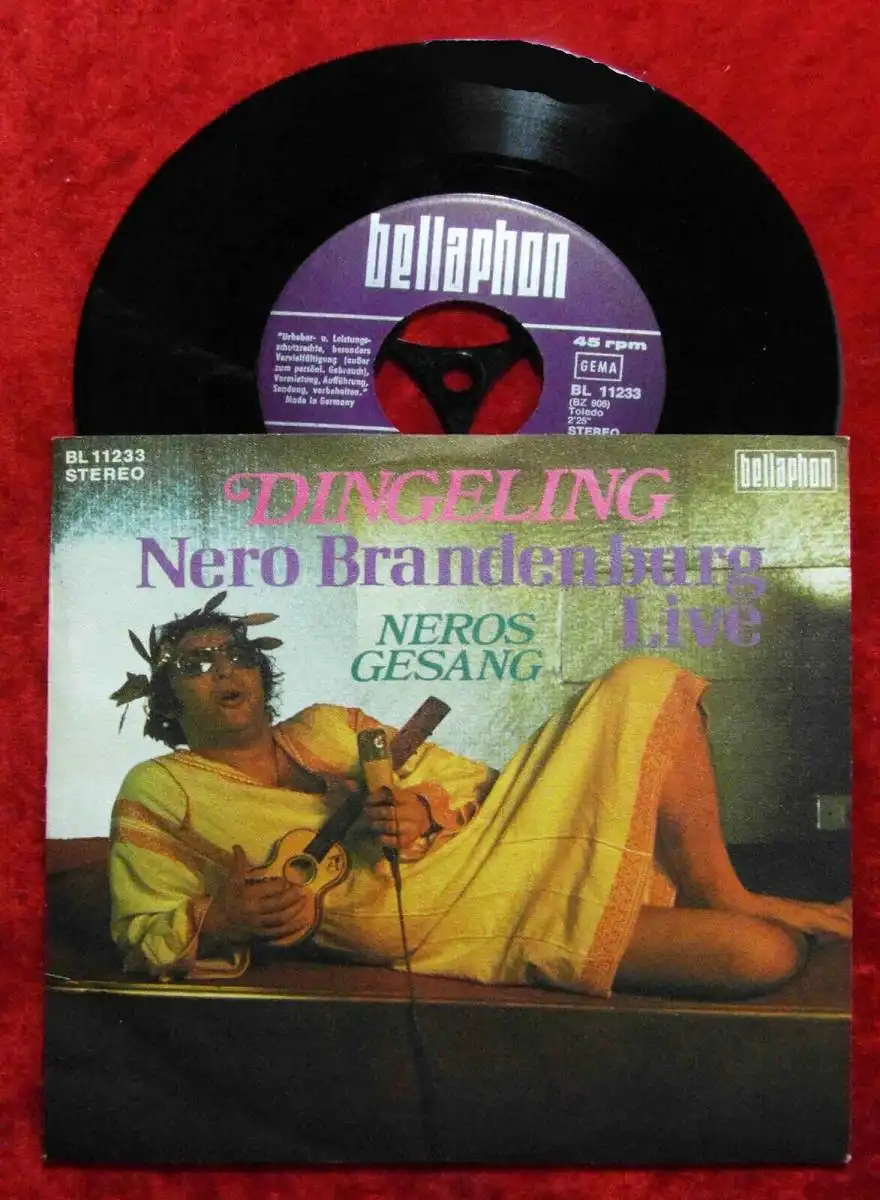 bellaphon
"Urheber- u. Leistungs-
schutzrechte, besonders
Vervielfältigung (außer
zum persönl. Gebrauch),
Vermietung, Aufführung,
Sendung, vorbehalten."
Made in Germany
45 rpm
GEMA
BL 11233
(BZ 906)
Toledo
2'25"
STEREO
BL 11233
STEREO
bellaphon
DINGELING
Nero Brandenburg
Live
NEROS
GESANG